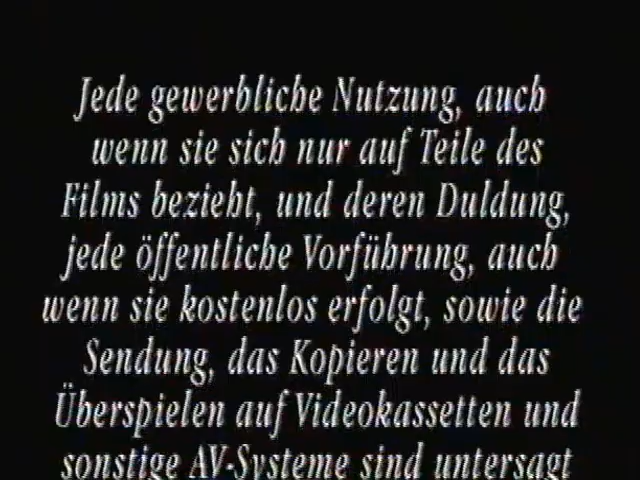 Jede gewerbliche Nutzung, auch
wenn sie sich nur auf Teile des
Films bezieht, und deren Duldung,
jede öffentliche Vorführung, auch
wenn sie kostenlos erfolgt, sowie die
Sendung, das Kopieren und das
Überspielen auf Videokassetten und
sonstige AV-Systeme sind untersagt